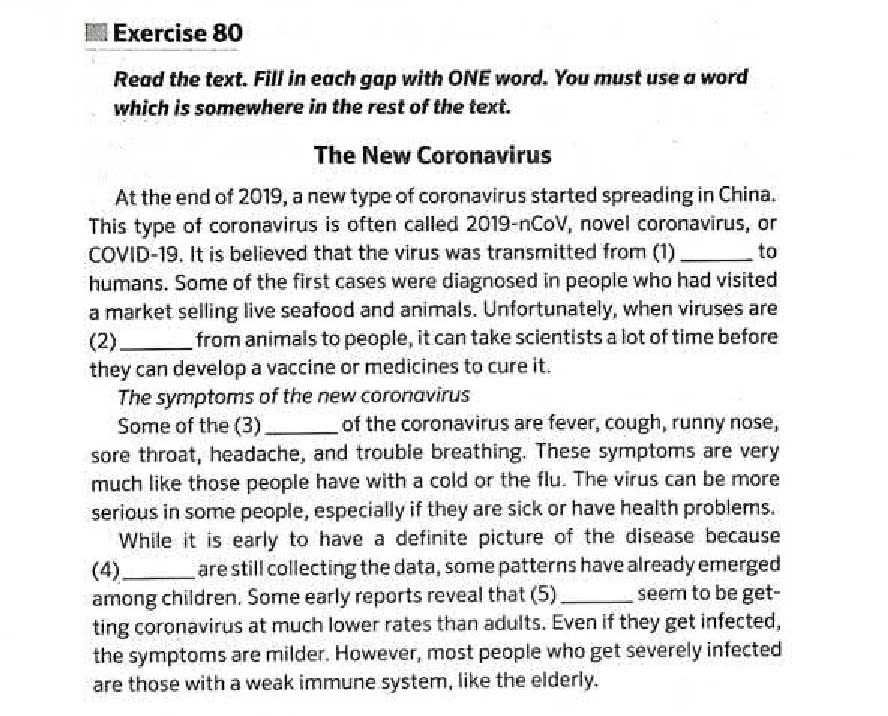 Exercise 80
Read the text. Fill in each gap with ONE word. You must use a word
which is somewhere in the rest of the text.
The New Coronavirus
At the end of 2019, a new type of coronavirus started spreading in China.
This type of coronavirus is often called 2019-nCoV, novel coronavirus, or
COVID-19. It is believed that the virus was transmitted from (1) ______ to
humans. Some of the first cases were diagnosed in people who had visited
a market selling live seafood and animals. Unfortunately, when viruses are
(2) ______ from animals to people, it can take scientists a lot of time before
they can develop a vaccine or medicines to cure it.
The symptoms of the new coronavirus
Some of the (3) ______ of the coronavirus are fever, cough, runny nose,
sore throat, headache, and trouble breathing. These symptoms are very
much like those people have with a cold or the flu. The virus can be more
serious in some people, especially if they are sick or have health problems.
While it is early to have a definite picture of the disease because
(4) ______ are still collecting the data, some patterns have already emerged
among children. Some early reports reveal that (5) ______ seem to be get-
ting coronavirus at much lower rates than adults. Even if they get infected,
the symptoms are milder. However, most people who get severely infected
are those with a weak immune system, like the elderly.